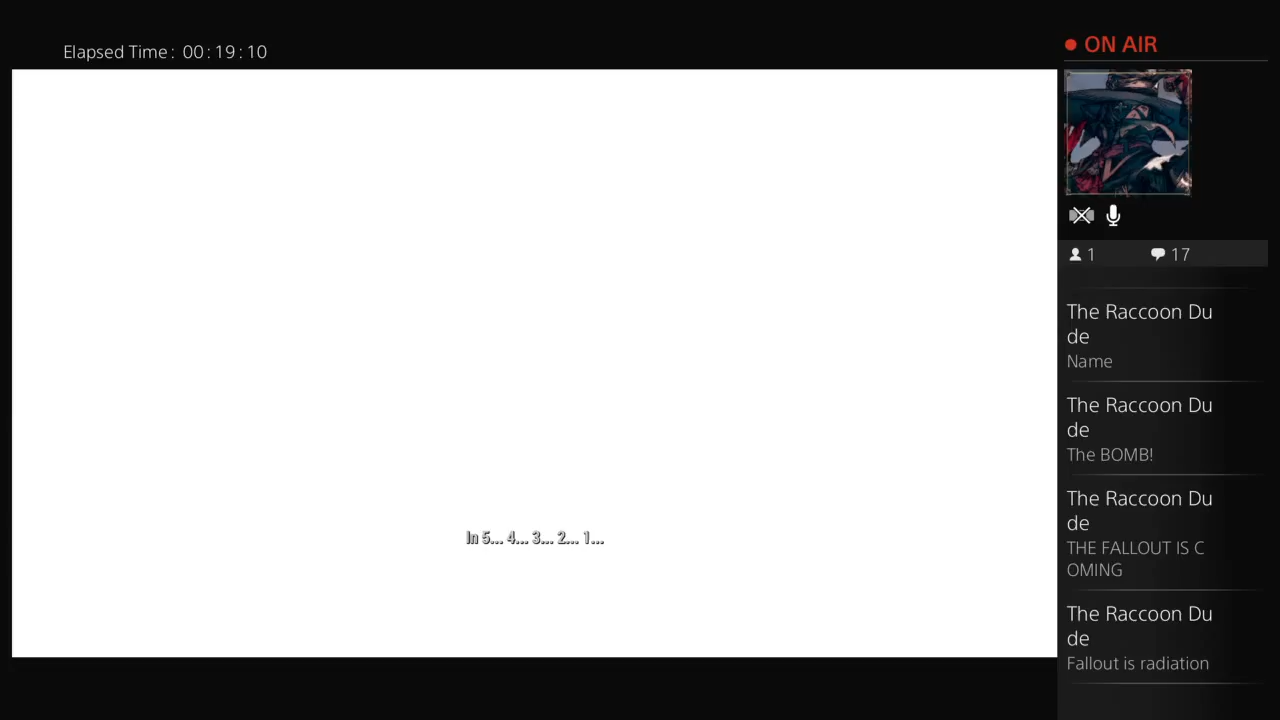 Elapsed Time: 00:19:10
ON AIR
1 17
The Raccoon Du
de
Name
The Raccoon Du
de
The BOMB!
The Raccoon Du
de
THE FALLOUT IS C
OMING
The Raccoon Du
de
Fallout is radiation
In 5... 4... 3... 2... 1...